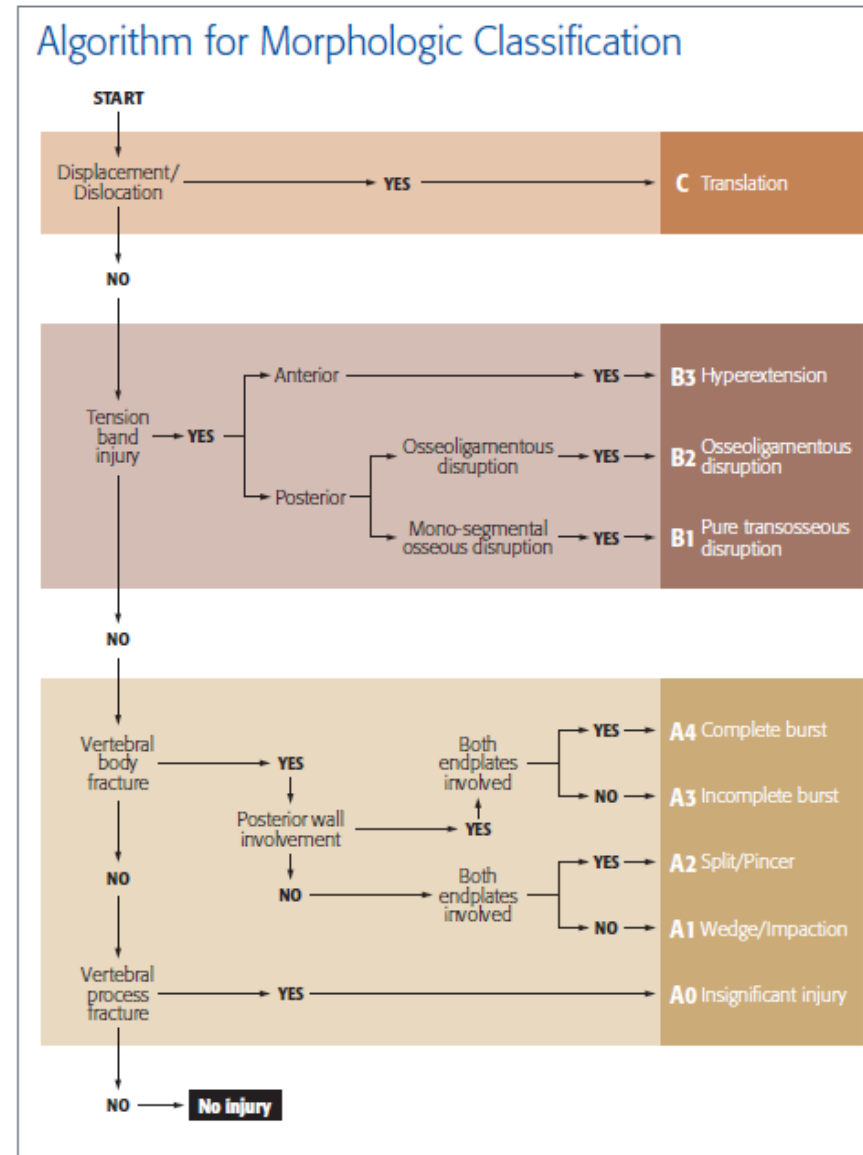 Algorithm for Morphologic Classification
START
Displacement/
Dislocation
YES
C Translation
NO
Tension
band
injury
YES
Anterior
YES
B3 Hyperextension
Posterior
Osseoligamentous
disruption
YES
B2 Osseoligamentous
disruption
Mono-segmental
osseous disruption
YES
B1 Pure transosseous
disruption
NO
Vertebral
body
fracture
YES
Posterior wall
involvement
YES
Both
endplates
involved
YES
A4 Complete burst
NO
A3 Incomplete burst
NO
Both
endplates
involved
YES
A2 Split/Pincer
NO
A1 Wedge/Impaction
NO
Vertebral
process
fracture
YES
A0 Insignificant injury
NO
No injury